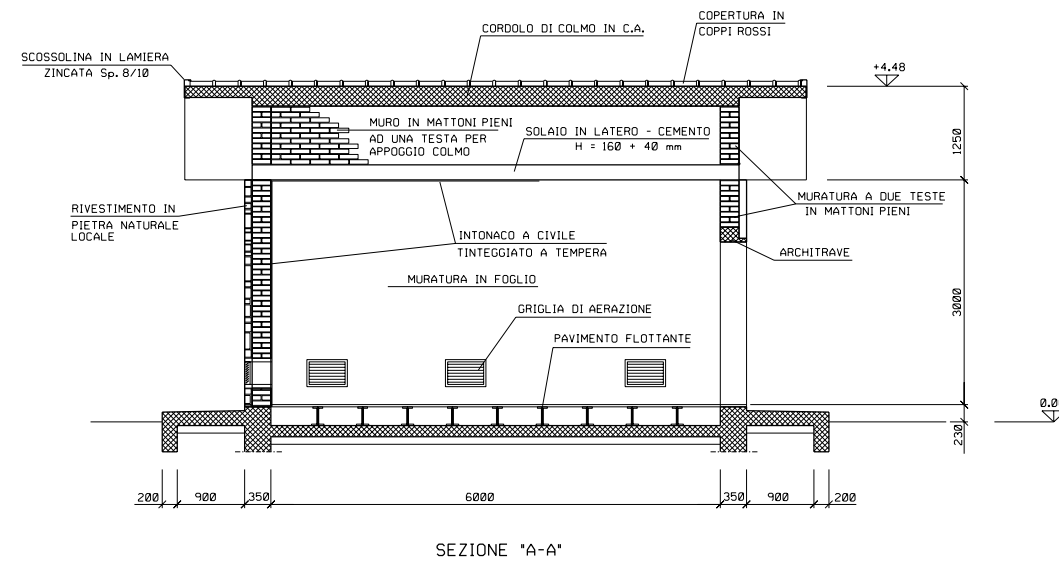 COPERTURA IN
COPPI ROSSI
CORDOLO DI COLMO IN C.A.
SCOSSOLINA IN LAMIERA
ZINCATA Sp. 8/10
+4.48
MURO IN MATTONI PIENI
AD UNA TESTA PER
APPOGGIO COLMO
SOLAIO IN LATERO - CEMENTO
H = 160 + 40 mm
1250
MURATURA A DUE TESTE
IN MATTONI PIENI
RIVESTIMENTO IN
PIETRA NATURALE
LOCALE
INTONACO A CIVILE
TINTEGGIATO A TEMPERA
ARCHITRAVE
MURATURA IN FOGLIO
3000
GRIGLIA DI AERAZIONE
PAVIMENTO FLOTTANTE
0.0
230
200 900 350 6000 350 900 200
SEZIONE "A-A"